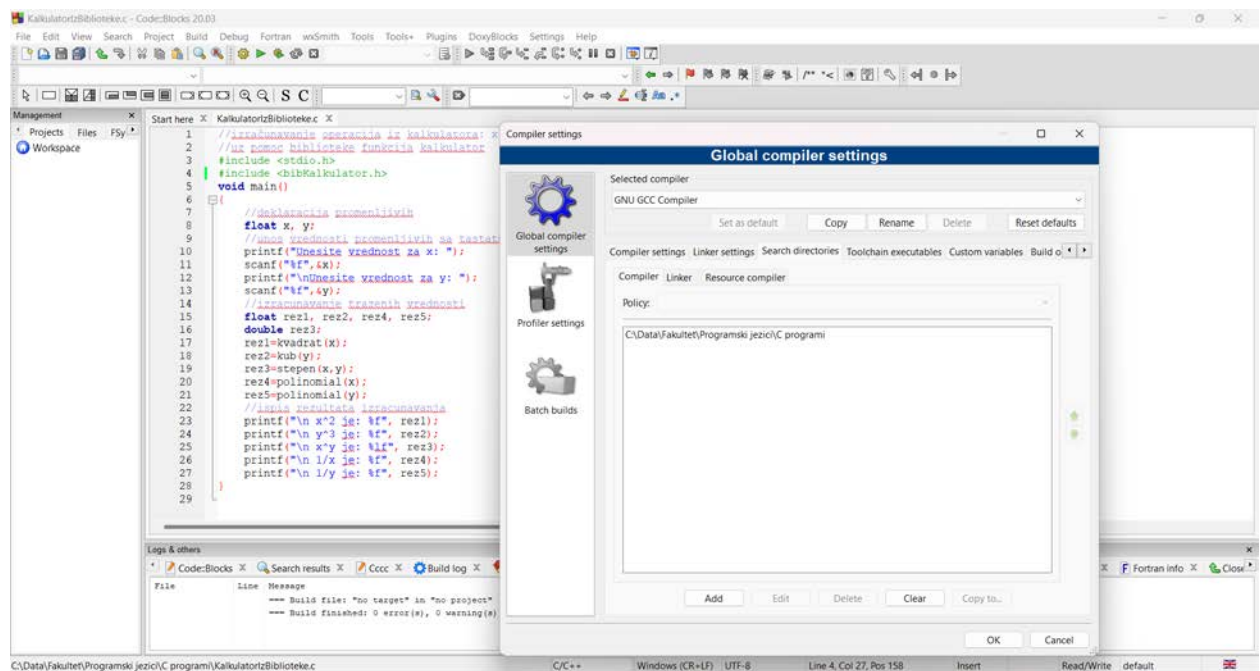 KalkulatorIzBiblioteke.c - Code::Blocks 20.03
File Edit View Search Project Build Debug Fortran wxSmith Tools Tools+ Plugins DoxyBlocks Settings Help
S C
/** *<
.*
Management
Projects Files FSy
Workspace
Start here X KalkulatorIzBiblioteke.c X
1 //izračunavanje operacija iz kalkulatora: x
2 //uz pomoc biblioteke funkcija kalkulator
3 #include <stdio.h>
4 #include <bibKalkulator.h>
5 void main()
6 {
7 //deklaracija promenljivih
8 float x, y;
9 //unos vrednosti promenljivih sa tastat
10 printf("Unesite vrednost za x: ");
11 scanf("%f",&x);
12 printf("\nUnesite vrednost za y: ");
13 scanf("%f",&y);
14 //izracunavanje trazenih vrednosti
15 float rez1, rez2, rez4, rez5;
16 double rez3;
17 rez1=kvadrat(x);
18 rez2=kub(y);
19 rez3=stepen(x,y);
20 rez4=polinomial(x);
21 rez5=polinomial(y);
22 //ispis rezultata izracunavanja
23 printf("\n x^2 je: %f", rez1);
24 printf("\n y^3 je: %f", rez2);
25 printf("\n x^y je: %lf", rez3);
26 printf("\n 1/x je: %f", rez4);
27 printf("\n 1/y je: %f", rez5);
28 }
29
Compiler settings
Global compiler settings
Global compiler
settings
Profiler settings
Batch builds
Selected compiler
GNU GCC Compiler
Set as default Copy Rename Delete Reset defaults
Compiler settings Linker settings Search directories Toolchain executables Custom variables Build o
Compiler Linker Resource compiler
Policy:
C:\Data\Fakultet\Programski jezici\C programi
Add Edit Delete Clear Copy to...
OK Cancel
Logs & others
Code::Blocks X Search results X Cccc X Build log X
X Fortran info X Close
File Line Message
=== Build file: "no target" in "no project"
=== Build finished: 0 error(s), 0 warning(s)
C:\Data\Fakultet\Programski jezici\C programi\KalkulatorIzBiblioteke.c C/C++ Windows (CR+LF) UTF-8 Line 4, Col 27, Pos 158 Insert Read/Write default